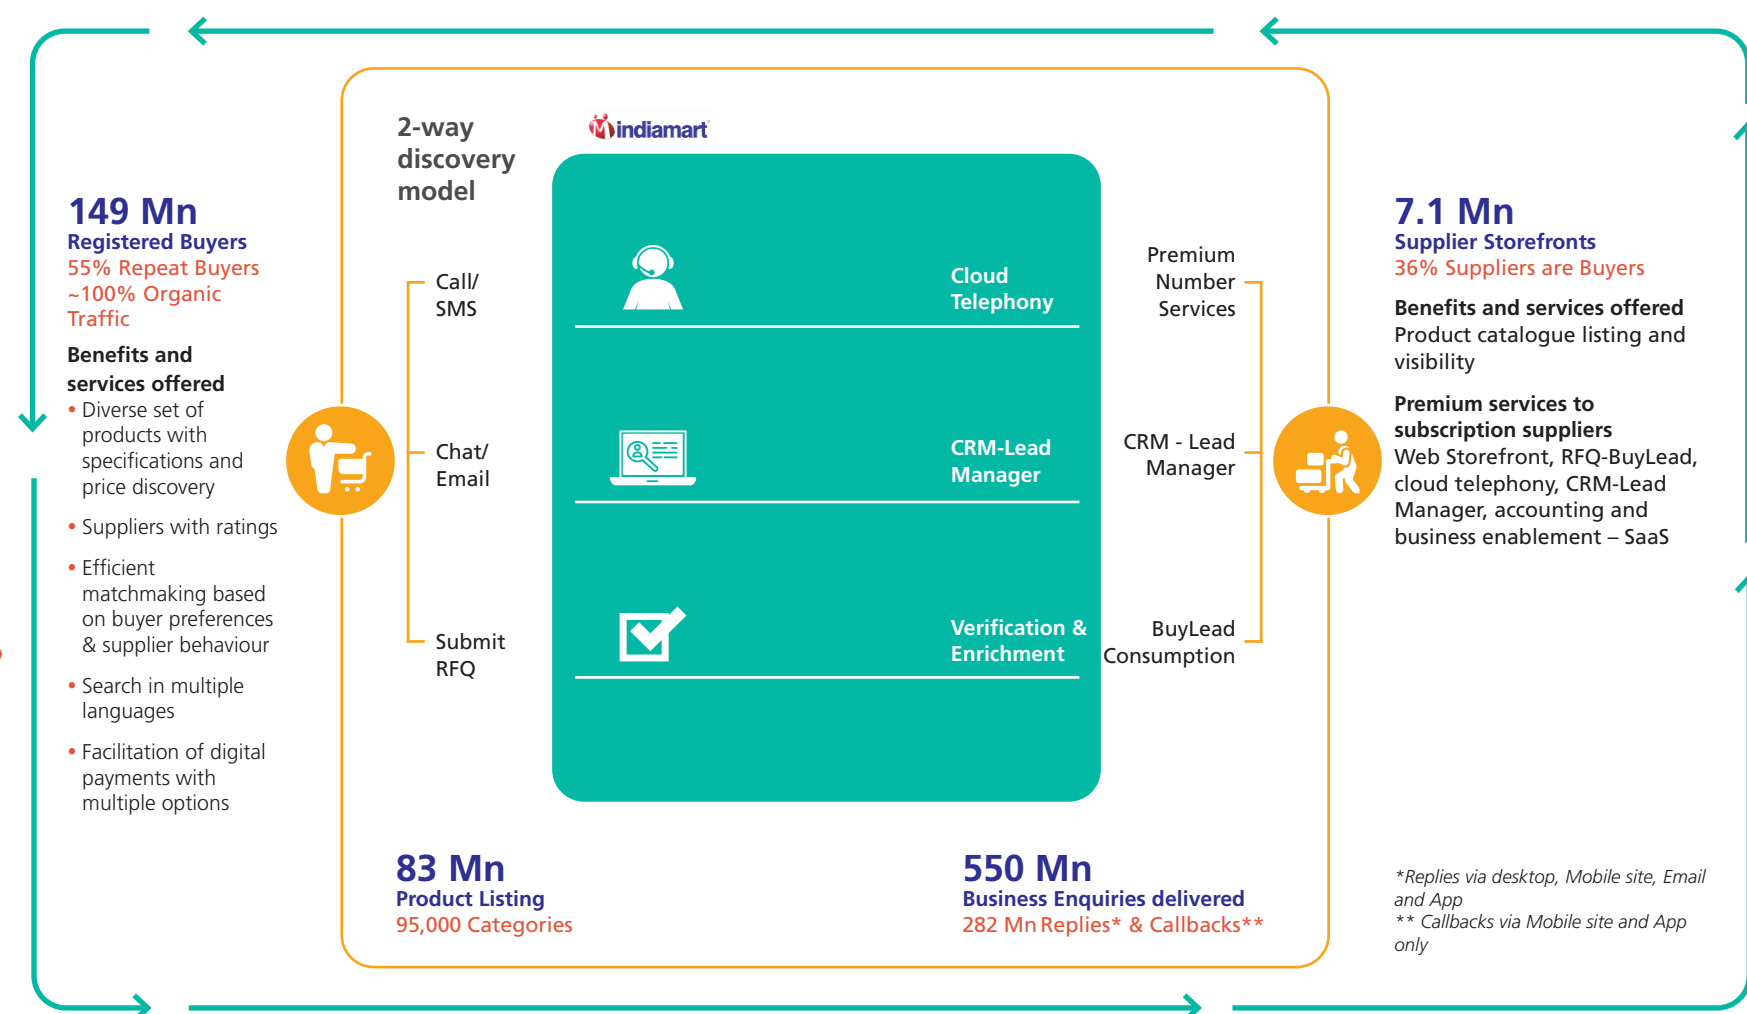 2-way
discovery
model
indiamart
149 Mn
Registered Buyers
55% Repeat Buyers
~100% Organic
Traffic
Benefits and
services offered
• Diverse set of
products with
specifications and
price discovery
• Suppliers with ratings
• Efficient
matchmaking based
on buyer preferences
& supplier behaviour
• Search in multiple
languages
• Facilitation of digital
payments with
multiple options
Call/
SMS
Chat/
Email
Submit
RFQ
Cloud
Telephony
CRM-Lead
Manager
Verification &
Enrichment
Premium
Number
Services
CRM - Lead
Manager
BuyLead
Consumption
7.1 Mn
Supplier Storefronts
36% Suppliers are Buyers
Benefits and services offered
Product catalogue listing and
visibility
Premium services to
subscription suppliers
Web Storefront, RFQ-BuyLead,
cloud telephony, CRM-Lead
Manager, accounting and
business enablement – SaaS
83 Mn
Product Listing
95,000 Categories
550 Mn
Business Enquiries delivered
282 Mn Replies* & Callbacks**
*Replies via desktop, Mobile site, Email
and App
** Callbacks via Mobile site and App
only